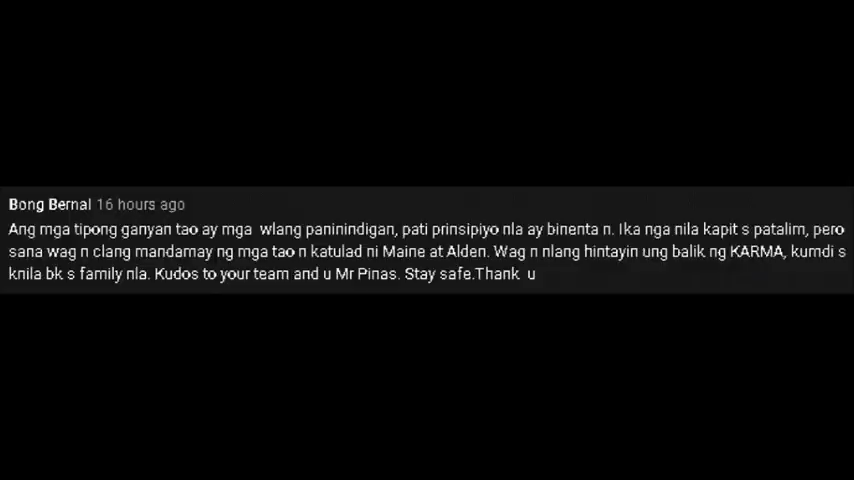 Bong Bernal 16 hours ago
Ang mga tipong ganyan tao ay mga wlang paninindigan, pati prinsipiyo nla ay binenta n. Ika nga nila kapit s patalim, pero
sana wag n clang mandamay ng mga tao n katulad ni Maine at Alden. Wag n nlang hintayin ung balik ng KARMA, kumdi s
knila bk s family nla. Kudos to your team and u Mr Pinas. Stay safe.Thank u